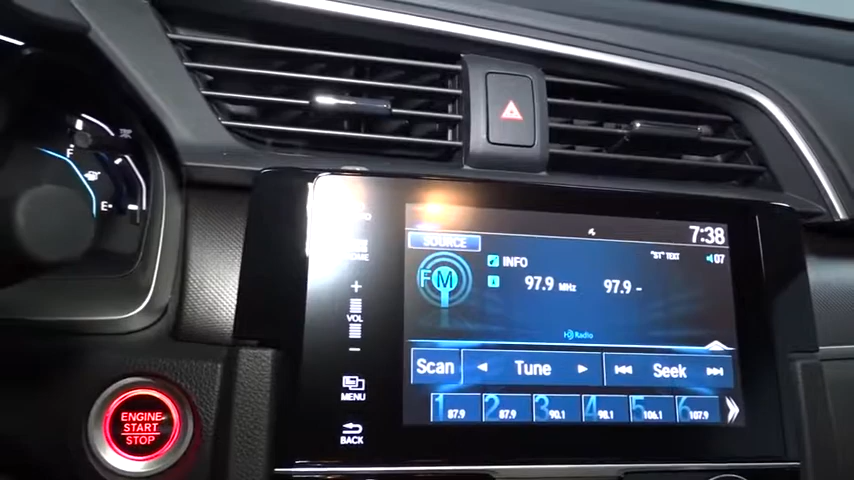 F
E
7:38
SOURCE
"ST" TEXT
07
FM
INFO
97.9 MHz 97.9 -
HOME
VOL
HD Radio
Scan Tune Seek
MENU
1 87.9 2 87.9 3 90.1 4 98.1 5 106.1 6 107.9
BACK
ENGINE
START
STOP